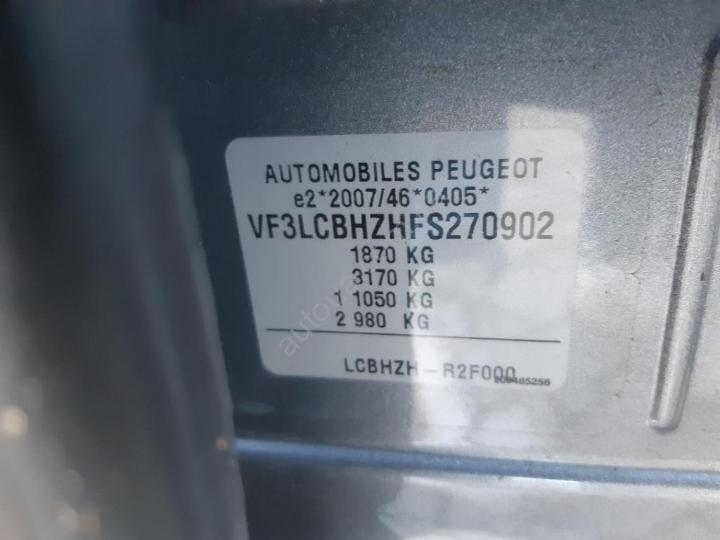 AUTOMOBILES PEUGEOT
e2*2007/46*0405*
VF3LCBHZHFS270902
1870 KG
3170 KG
1 1050 KG
2 980 KG
LCBHZH - R2F000